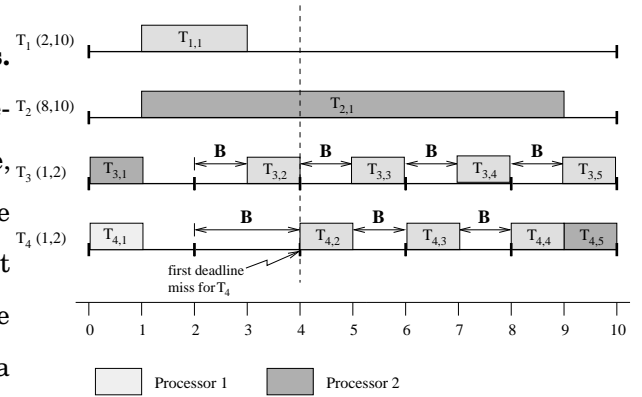 s.
T1 (2,10)
T1,1
- T2 (8,10)
T2,1
e, T3 (1,2)
T3,1
B
T3,2
B
T3,3
B
T3,4
B
T3,5
e
T4 (1,2)
T4,1
B
T4,2
B
T4,3
B
T4,4
T4,5
t
first deadline
miss for T4
e
0 1 2 3 4 5 6 7 8 9 10
a
Processor 1 Processor 2